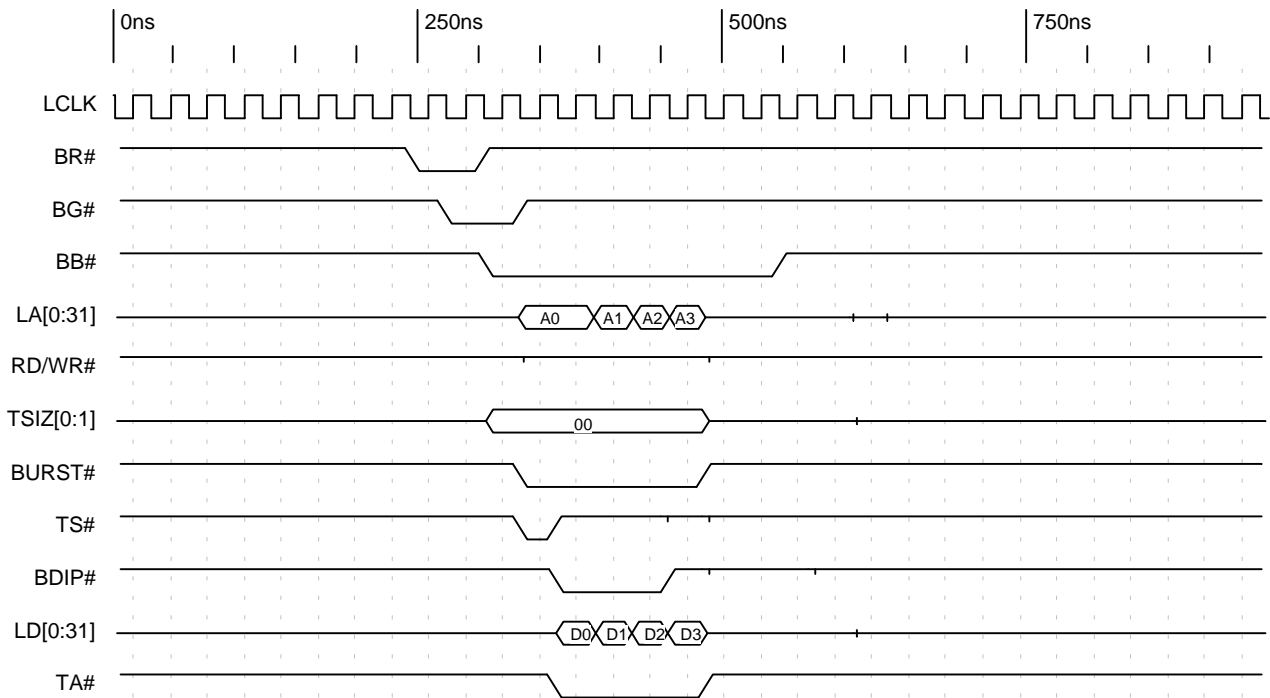 0ns 250ns 500ns 750ns
LCLK
BR#
BG#
BB#
LA[0:31] A0 A1 A2 A3
RD/WR#
TSIZ[0:1] 00
BURST#
TS#
BDIP#
LD[0:31] D0 D1 D2 D3
TA#